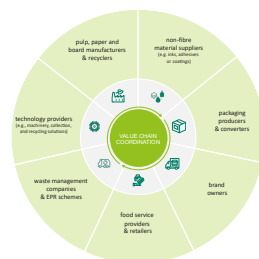 pulp, paper and
board manufacturers
& recyclers
non-fibre
material suppliers
(e.g. inks, adhesives
or coatings)
packaging
producers
& converters
brand
owners
food service
providers
& retailers
waste management
companies
& EPR schemes
technology providers
(e.g., machinery, collection,
and recycling solutions)
VALUE CHAIN
COORDINATION